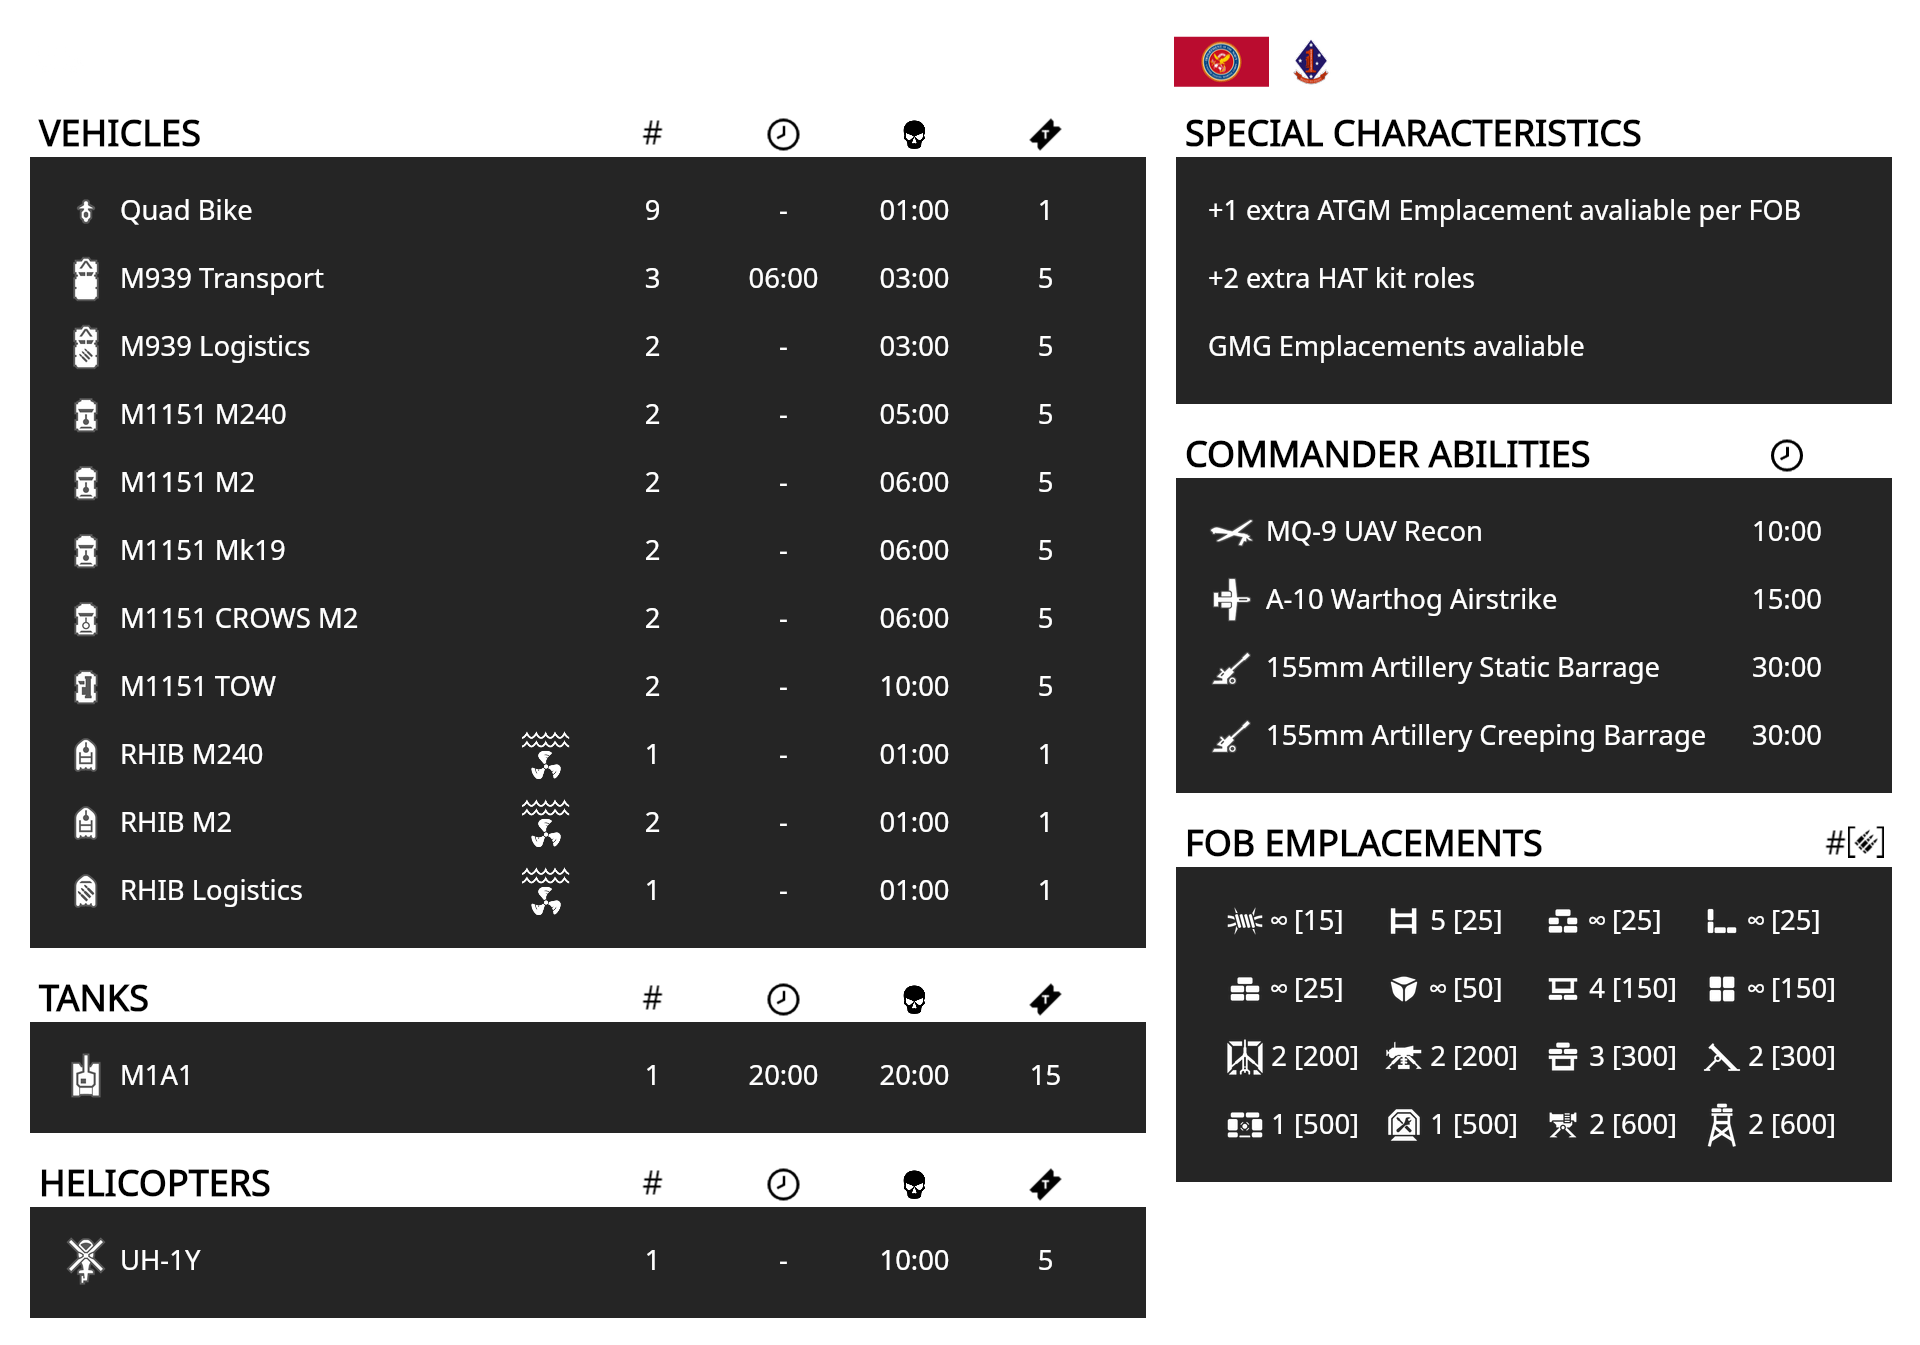 VEHICLES #
Quad Bike 9 - 01:00 1
M939 Transport 3 06:00 03:00 5
M939 Logistics 2 - 03:00 5
M1151 M240 2 - 05:00 5
M1151 M2 2 - 06:00 5
M1151 Mk19 2 - 06:00 5
M1151 CROWS M2 2 - 06:00 5
M1151 TOW 2 - 10:00 5
RHIB M240 1 - 01:00 1
RHIB M2 2 - 01:00 1
RHIB Logistics 1 - 01:00 1
TANKS #
M1A1 1 20:00 20:00 15
HELICOPTERS #
UH-1Y 1 - 10:00 5
SPECIAL CHARACTERISTICS
+1 extra ATGM Emplacement avaliable per FOB
+2 extra HAT kit roles
GMG Emplacements avaliable
COMMANDER ABILITIES
MQ-9 UAV Recon 10:00
A-10 Warthog Airstrike 15:00
155mm Artillery Static Barrage 30:00
155mm Artillery Creeping Barrage 30:00
FOB EMPLACEMENTS #[]
∞ [15] 5 [25] ∞ [25] ∞ [25]
∞ [25] ∞ [50] 4 [150] ∞ [150]
2 [200] 2 [200] 3 [300] 2 [300]
1 [500] 1 [500] 2 [600] 2 [600]